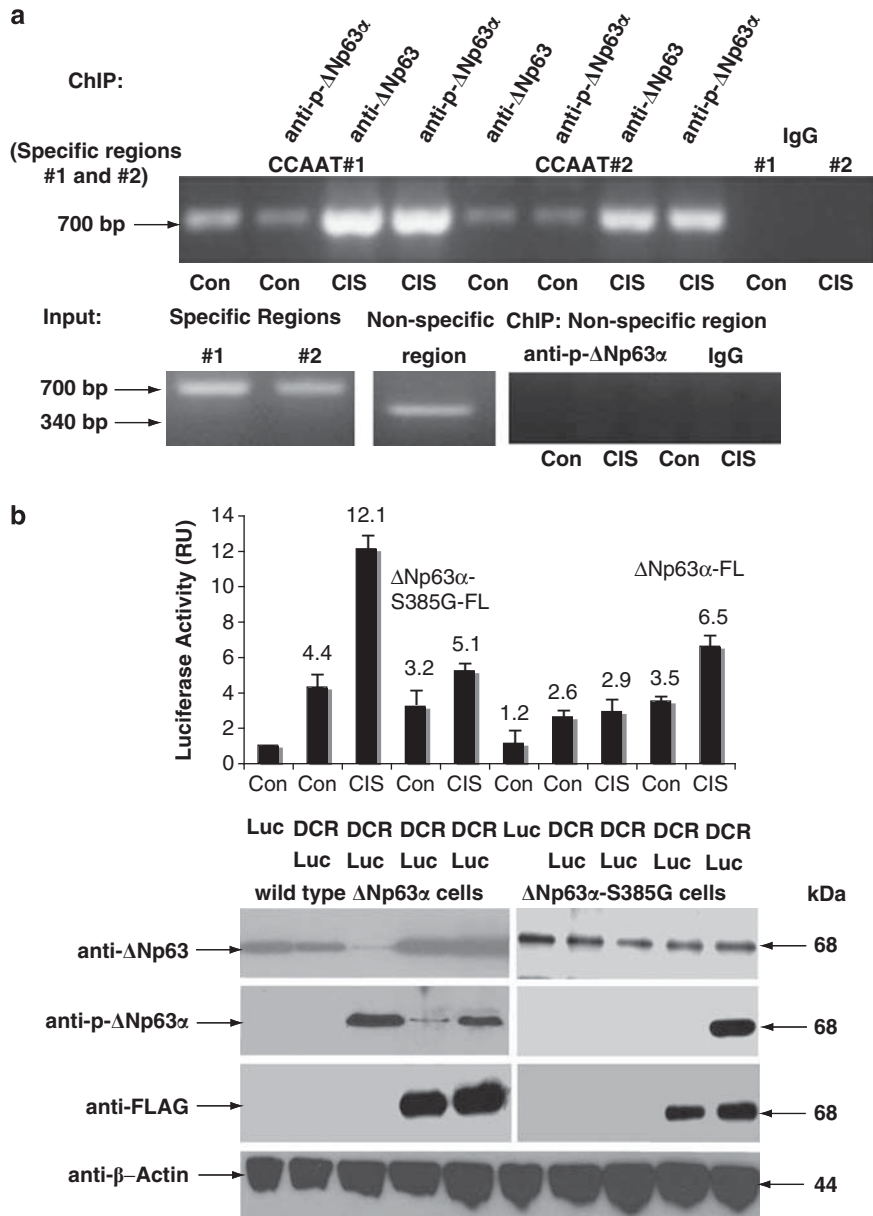 a
ChIP:
anti-p-ΔNp63α
anti-ΔNp63
anti-p-ΔNp63α
anti-ΔNp63
anti-p-ΔNp63α
anti-ΔNp63
anti-p-ΔNp63α
(Specific regions
#1 and #2)
CCAAT#1 CCAAT#2 IgG
#1 #2
700 bp
Con Con CIS CIS Con Con CIS CIS Con CIS
Input: Specific Regions Non-specific ChIP: Non-specific region
#1 #2 region anti-p-ΔNp63α IgG
700 bp
340 bp
Con CIS Con CIS
b
Luciferase Activity (RU)
14
12
10
8
6
4
2
0
4.4
12.1
3.2
5.1
1.2
2.6
2.9
3.5
6.5
ΔNp63α-
S385G-FL
ΔNp63α-FL
Con Con CIS Con CIS Con Con CIS Con CIS
Luc DCR DCR DCR DCR Luc DCR DCR DCR DCR
Luc Luc Luc Luc Luc Luc Luc Luc
wild type ΔNp63α cells ΔNp63α-S385G cells kDa
anti-ΔNp63 68
anti-p-ΔNp63α 68
anti-FLAG 68
anti-β–Actin 44